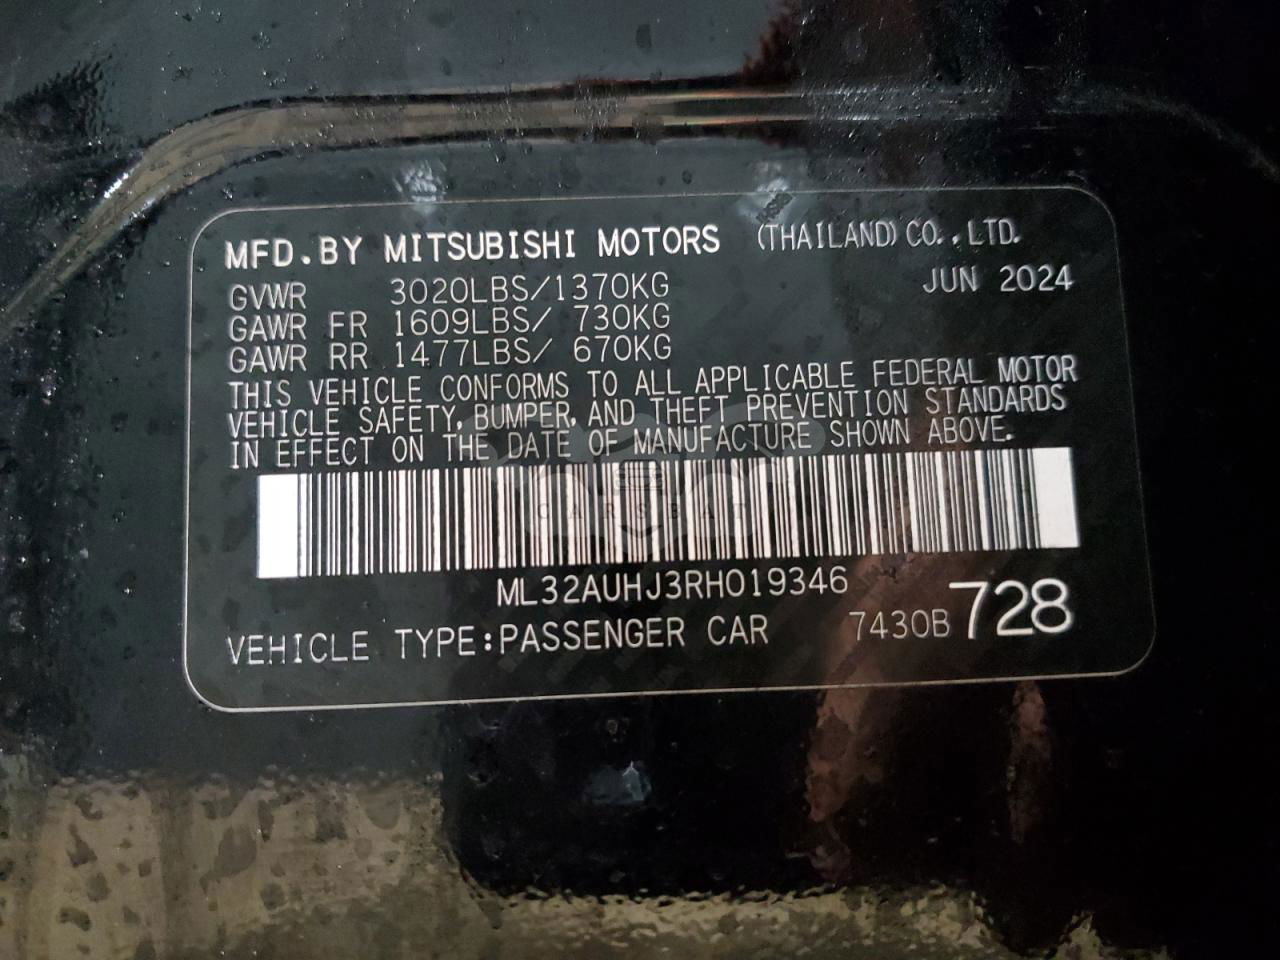 MFD.BY MITSUBISHI MOTORS (THAILAND) CO.,LTD.
GVWR 3020LBS/1370KG JUN 2024
GAWR FR 1609LBS/ 730KG
GAWR RR 1477LBS/ 670KG
THIS VEHICLE CONFORMS TO ALL APPLICABLE FEDERAL MOTOR
VEHICLE SAFETY, BUMPER, AND THEFT PREVENTION STANDARDS
IN EFFECT ON THE DATE OF MANUFACTURE SHOWN ABOVE.
CARSBAT
ML32AUHJ3RH019346
VEHICLE TYPE:PASSENGER CAR 7430B 728